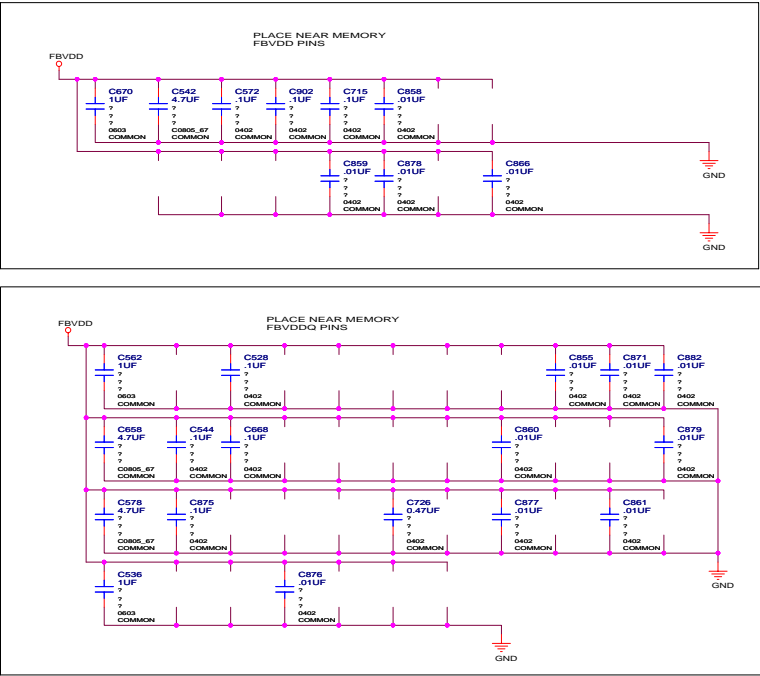 PLACE NEAR MEMORY
FBVDD PINS
FBVDD
C670
1UF
?
?
?
0603
COMMON
C542
4.7UF
?
?
?
C0805_67
COMMON
C572
.1UF
?
?
?
0402
COMMON
C902
.1UF
?
?
?
0402
COMMON
C715
.1UF
?
?
?
0402
COMMON
C858
.01UF
?
?
?
0402
COMMON
GND
C859
.01UF
?
?
?
0402
COMMON
C878
.01UF
?
?
?
0402
COMMON
C866
.01UF
?
?
?
0402
COMMON
GND
PLACE NEAR MEMORY
FBVDDQ PINS
FBVDD
C562
1UF
?
?
?
0603
COMMON
C528
.1UF
?
?
?
0402
COMMON
C855
.01UF
?
?
?
0402
COMMON
C871
.01UF
?
?
?
0402
COMMON
C882
.01UF
?
?
?
0402
COMMON
C658
4.7UF
?
?
?
C0805_67
COMMON
C544
.1UF
?
?
?
0402
COMMON
C668
.1UF
?
?
?
0402
COMMON
C860
.01UF
?
?
?
0402
COMMON
C879
.01UF
?
?
?
0402
COMMON
C578
4.7UF
?
?
?
C0805_67
COMMON
C875
.1UF
?
?
?
0402
COMMON
C726
0.47UF
?
?
?
0402
COMMON
C877
.01UF
?
?
?
0402
COMMON
C861
.01UF
?
?
?
0402
COMMON
GND
C536
1UF
?
?
?
0603
COMMON
C876
.01UF
?
?
?
0402
COMMON
GND